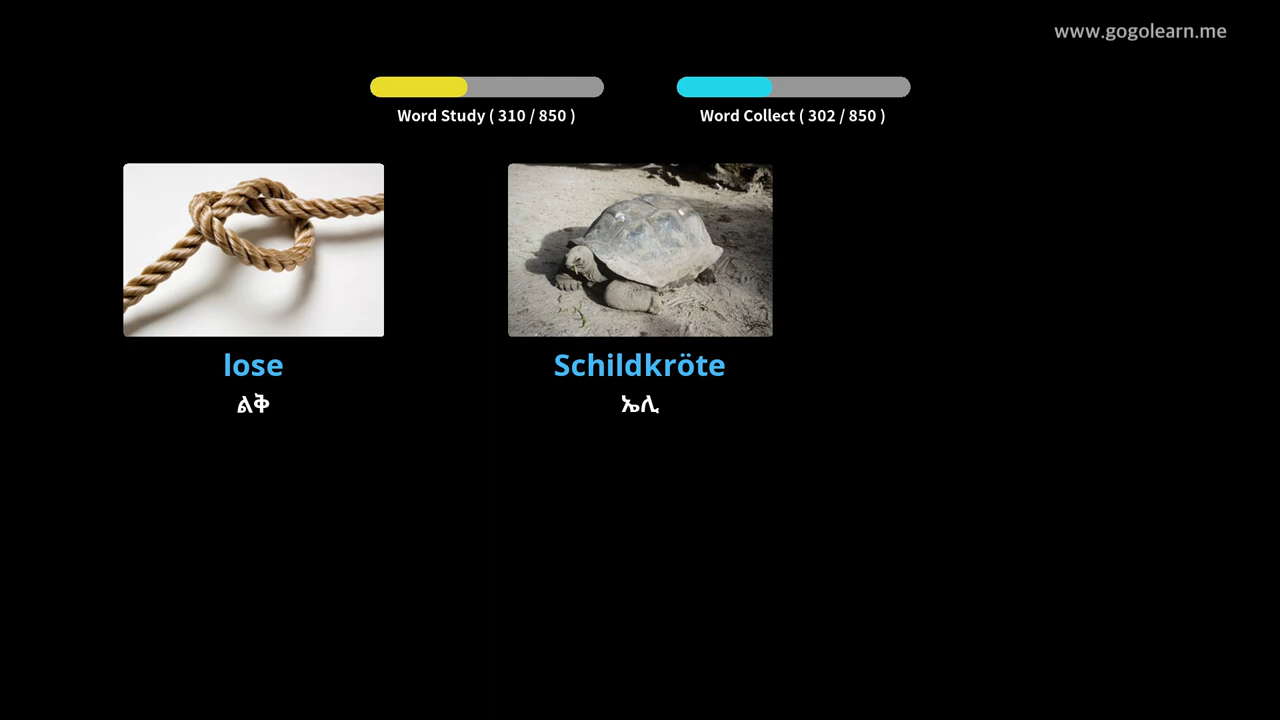 www.gogolearn.me
Word Study ( 310 / 850 )
Word Collect ( 302 / 850 )
lose
ልቅ
Schildkröte
ኤሊ